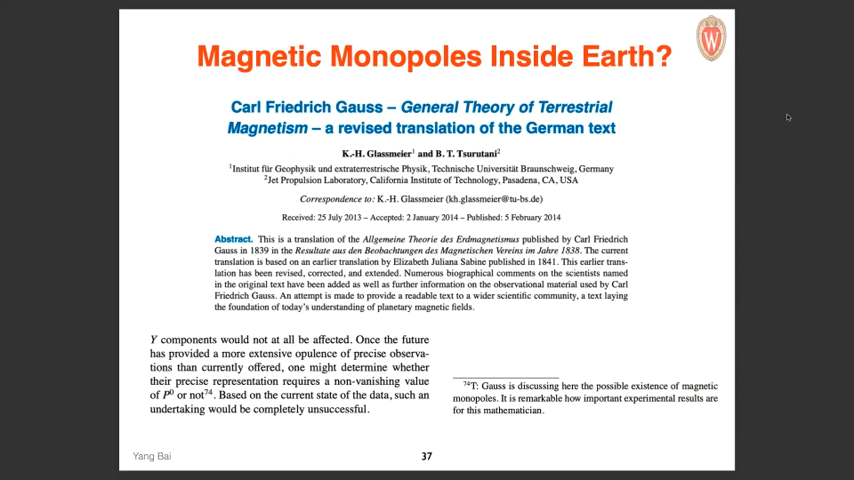 W
Magnetic Monopoles Inside Earth?
Carl Friedrich Gauss – General Theory of Terrestrial
Magnetism – a revised translation of the German text
K.-H. Glassmeier1 and B. T. Tsurutani2
1Institut für Geophysik und extraterrestrische Physik, Technische Universität Braunschweig, Germany
2Jet Propulsion Laboratory, California Institute of Technology, Pasadena, CA, USA
Correspondence to: K.-H. Glassmeier (kh.glassmeier@tu-bs.de)
Received: 25 July 2013 – Accepted: 2 January 2014 – Published: 5 February 2014
Abstract. This is a translation of the Allgemeine Theorie des Erdmagnetismus published by Carl Friedrich
Gauss in 1839 in the Resultate aus den Beobachtungen des Magnetischen Vereins im Jahre 1838. The current
translation is based on an earlier translation by Elizabeth Juliana Sabine published in 1841. This earlier trans-
lation has been revised, corrected, and extended. Numerous biographical comments on the scientists named
in the original text have been added as well as further information on the observational material used by Carl
Friedrich Gauss. An attempt is made to provide a readable text to a wider scientific community, a text laying
the foundation of today's understanding of planetary magnetic fields.
Y components would not at all be affected. Once the future
has provided a more extensive opulence of precise observa-
tions than currently offered, one might determine whether
their precise representation requires a non-vanishing value
of P0 or not74. Based on the current state of the data, such an
undertaking would be completely unsuccessful.
74T: Gauss is discussing here the possible existence of magnetic
monopoles. It is remarkable how important experimental results are
for this mathematician.
Yang Bai
37